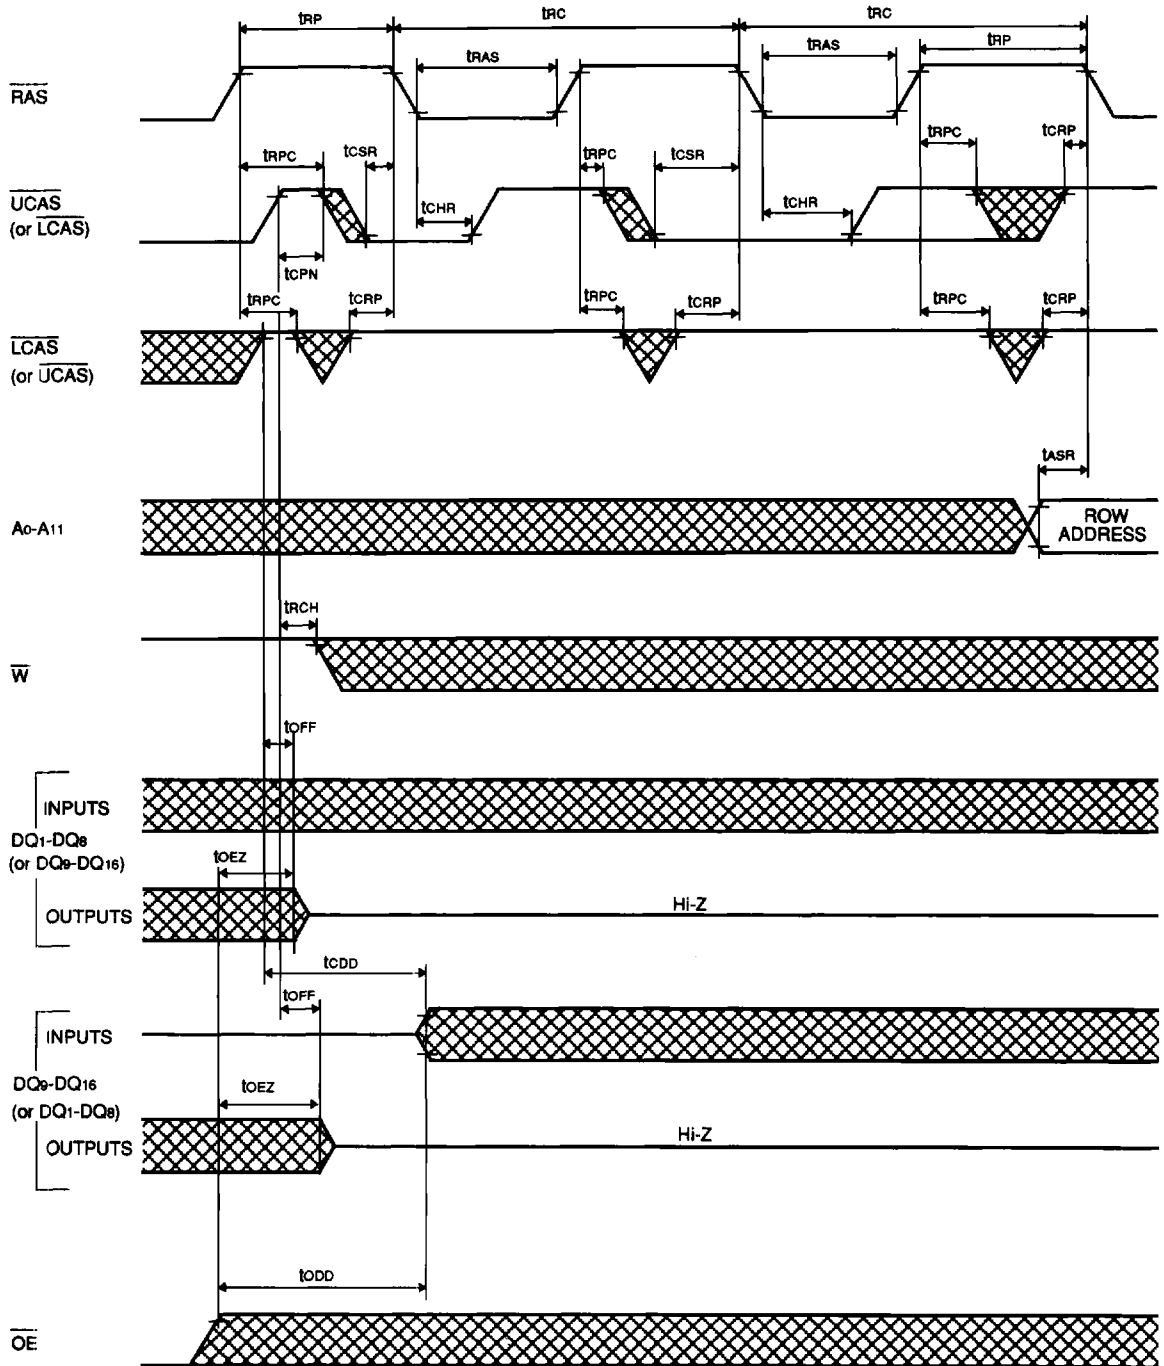 tRP tRC tRC
tRAS tRAS tRP
RAS
tRPC tCSR tRPC tCSR tRPC tCRP
UCAS
(or LCAS)
tCHR tCHR
tCPN
tRPC tCRP tRPC tCRP tRPC tCRP
LCAS
(or UCAS)
tASR
A0-A11
ROW
ADDRESS
tRCH
W
tOFF
INPUTS
DQ1-DQ8
(or DQ9-DQ16)
tOEZ
OUTPUTS
Hi-Z
tCDD
tOFF
INPUTS
DQ9-DQ16
(or DQ1-DQ8)
tOEZ
OUTPUTS
Hi-Z
tODD
OE